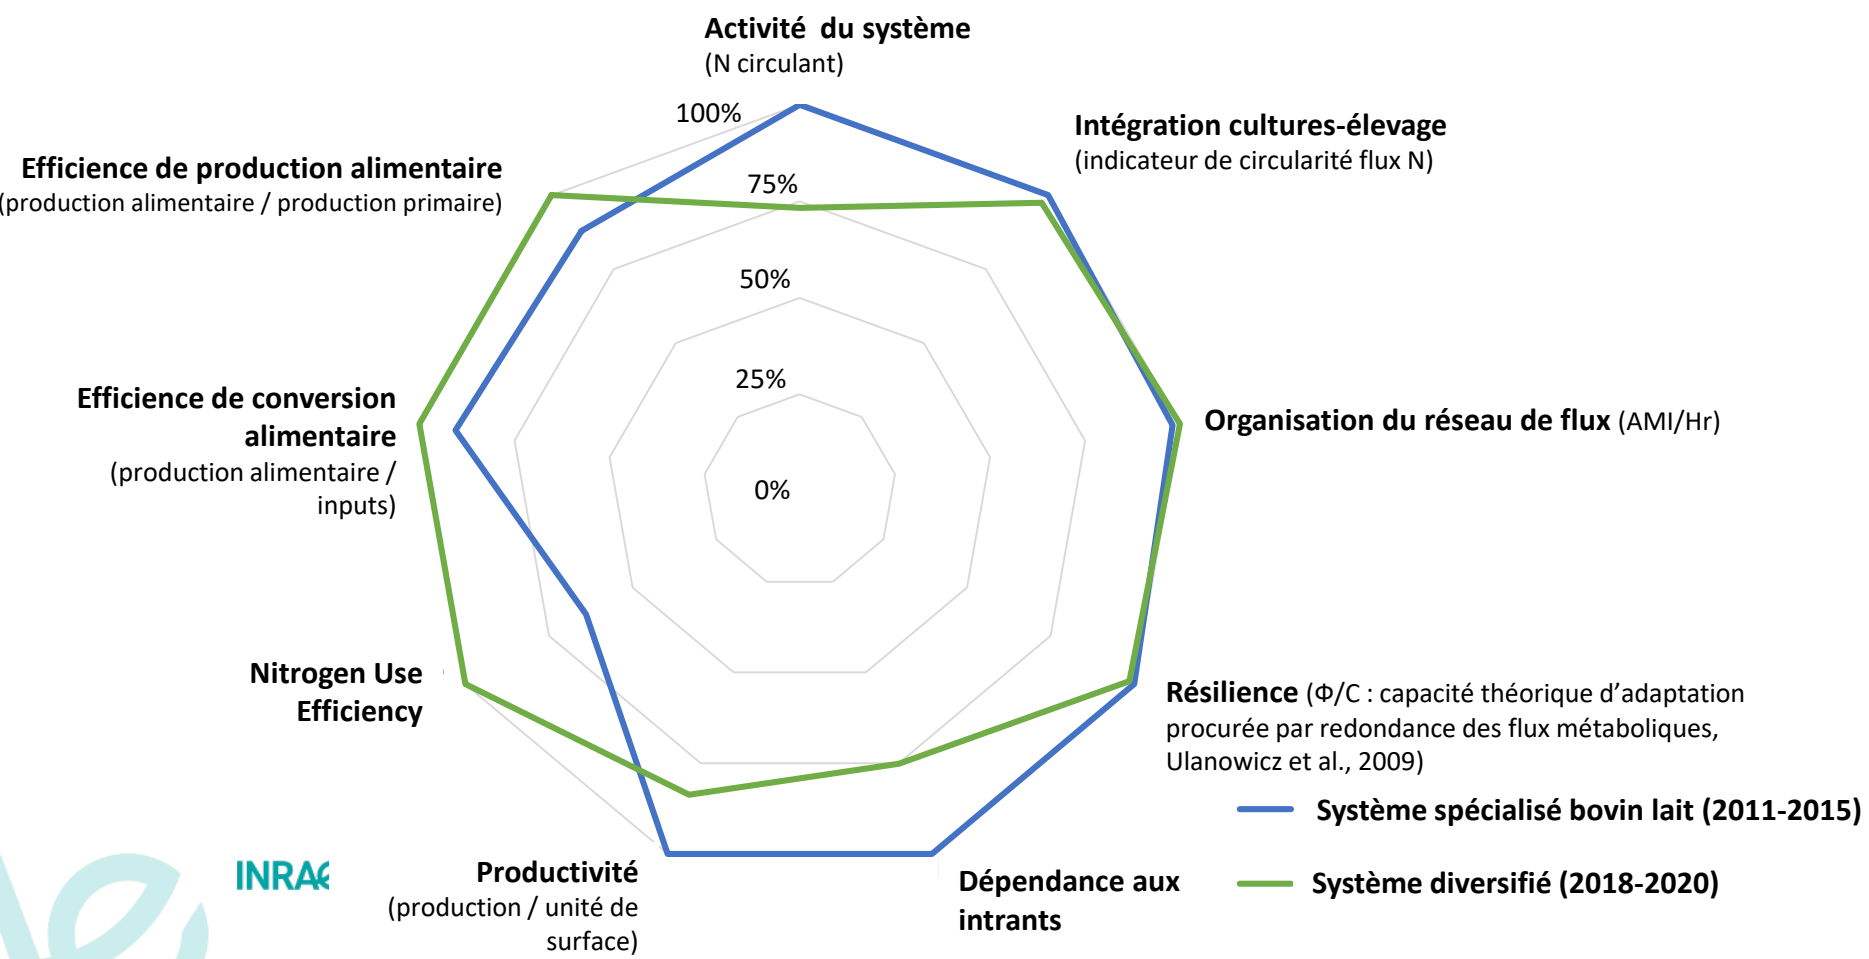 Activité du système
(N circulant)
100%
Intégration cultures-élevage
(indicateur de circularité flux N)
Efficience de production alimentaire
(production alimentaire / production primaire)
75%
50%
25%
0%
Efficience de conversion
alimentaire
(production alimentaire /
inputs)
Organisation du réseau de flux (AMI/Hr)
Nitrogen Use
Efficiency
Résilience (Φ/C : capacité théorique d’adaptation
procurée par redondance des flux métaboliques,
Ulanowicz et al., 2009)
Système spécialisé bovin lait (2011-2015)
Système diversifié (2018-2020)
Productivité
(production / unité de
surface)
Dépendance aux
intrants
INRAe